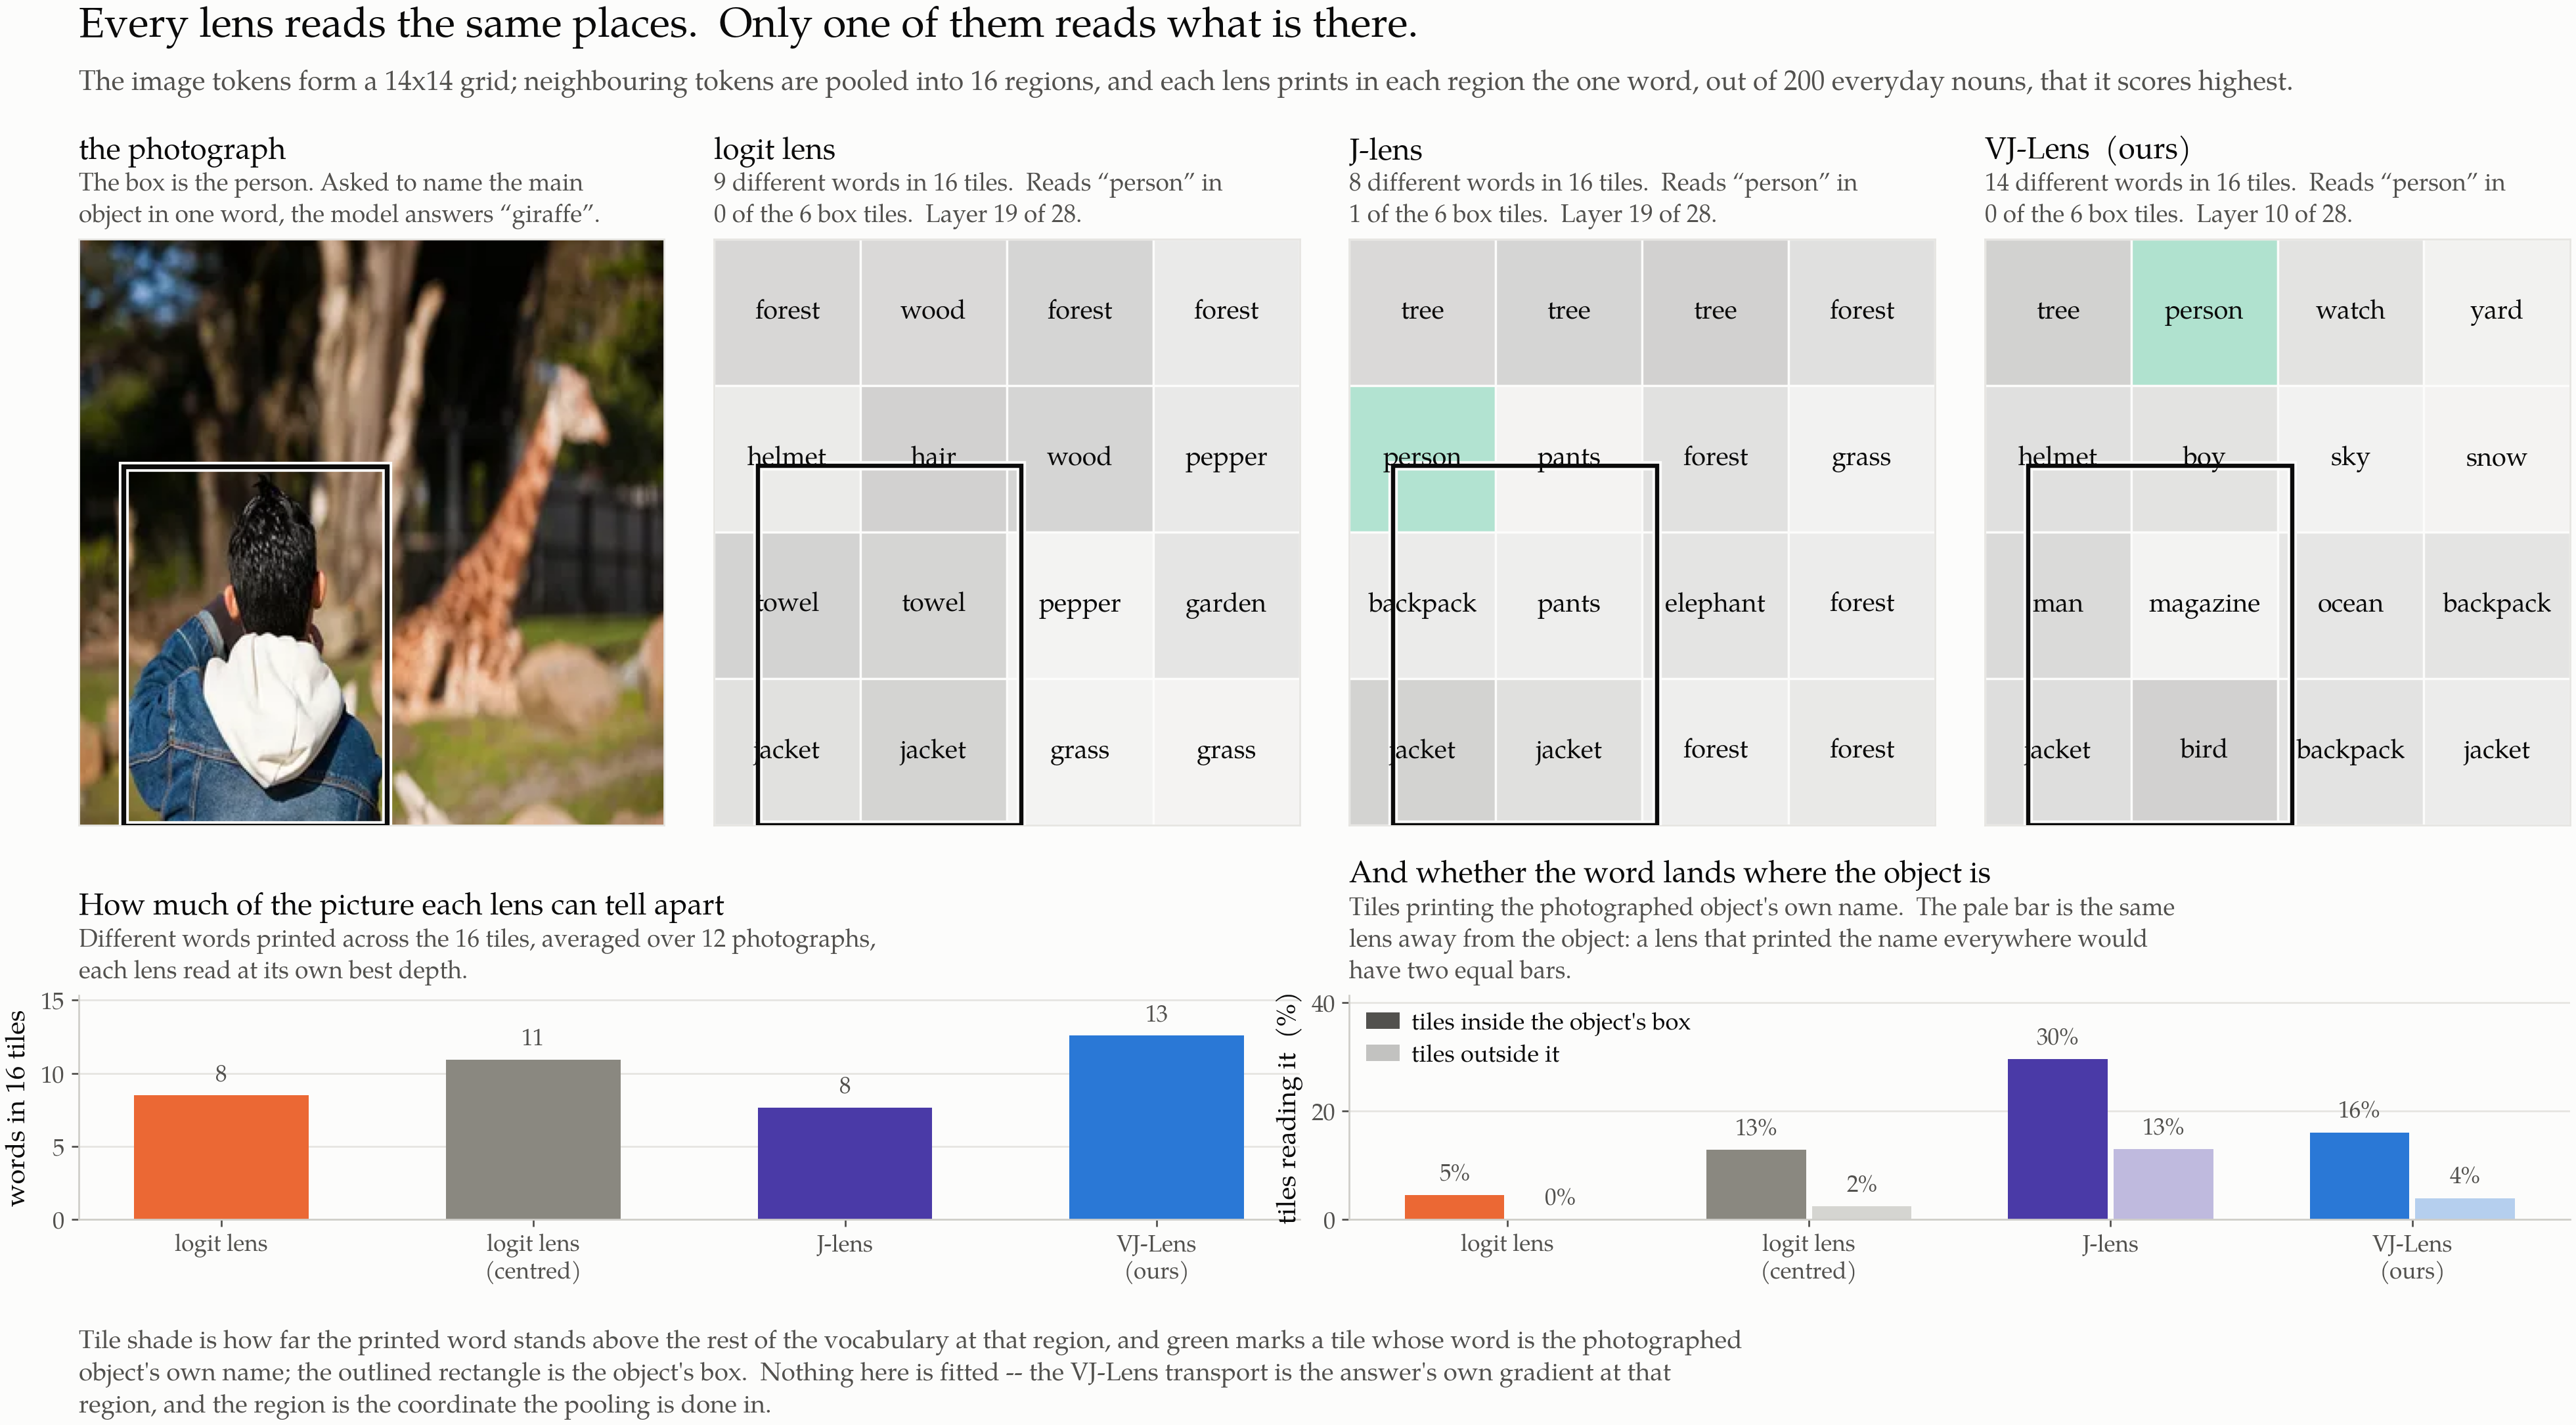 Every lens reads the same places.  Only one of them reads what is there.
The image tokens form a 14x14 grid; neighbouring tokens are pooled into 16 regions, and each lens prints in each region the one word, out of 200 everyday nouns, that it scores highest.
the photograph
The box is the person. Asked to name the main
object in one word, the model answers “giraffe”.
logit lens
9 different words in 16 tiles.  Reads “person” in
0 of the 6 box tiles.  Layer 19 of 28.
forest wood forest forest
helmet hair wood pepper
towel towel pepper garden
jacket jacket grass grass
J-lens
8 different words in 16 tiles.  Reads “person” in
1 of the 6 box tiles.  Layer 19 of 28.
tree tree tree forest
person pants forest grass
backpack pants elephant forest
jacket jacket forest forest
VJ-Lens (ours)
14 different words in 16 tiles.  Reads “person” in
0 of the 6 box tiles.  Layer 10 of 28.
tree person watch yard
helmet boy sky snow
man magazine ocean backpack
jacket bird backpack jacket
How much of the picture each lens can tell apart
Different words printed across the 16 tiles, averaged over 12 photographs,
each lens read at its own best depth.
words in 16 tiles
15
10
5
0
8
11
8
13
logit lens
logit lens
(centred)
J-lens
VJ-Lens
(ours)
And whether the word lands where the object is
Tiles printing the photographed object's own name.  The pale bar is the same
lens away from the object: a lens that printed the name everywhere would
have two equal bars.
tiles reading it (%)
40
20
0
tiles inside the object's box
tiles outside it
5%
0%
13%
2%
30%
13%
16%
4%
logit lens
logit lens
(centred)
J-lens
VJ-Lens
(ours)
Tile shade is how far the printed word stands above the rest of the vocabulary at that region, and green marks a tile whose word is the photographed
object's own name; the outlined rectangle is the object's box.  Nothing here is fitted -- the VJ-Lens transport is the answer's own gradient at that
region, and the region is the coordinate the pooling is done in.